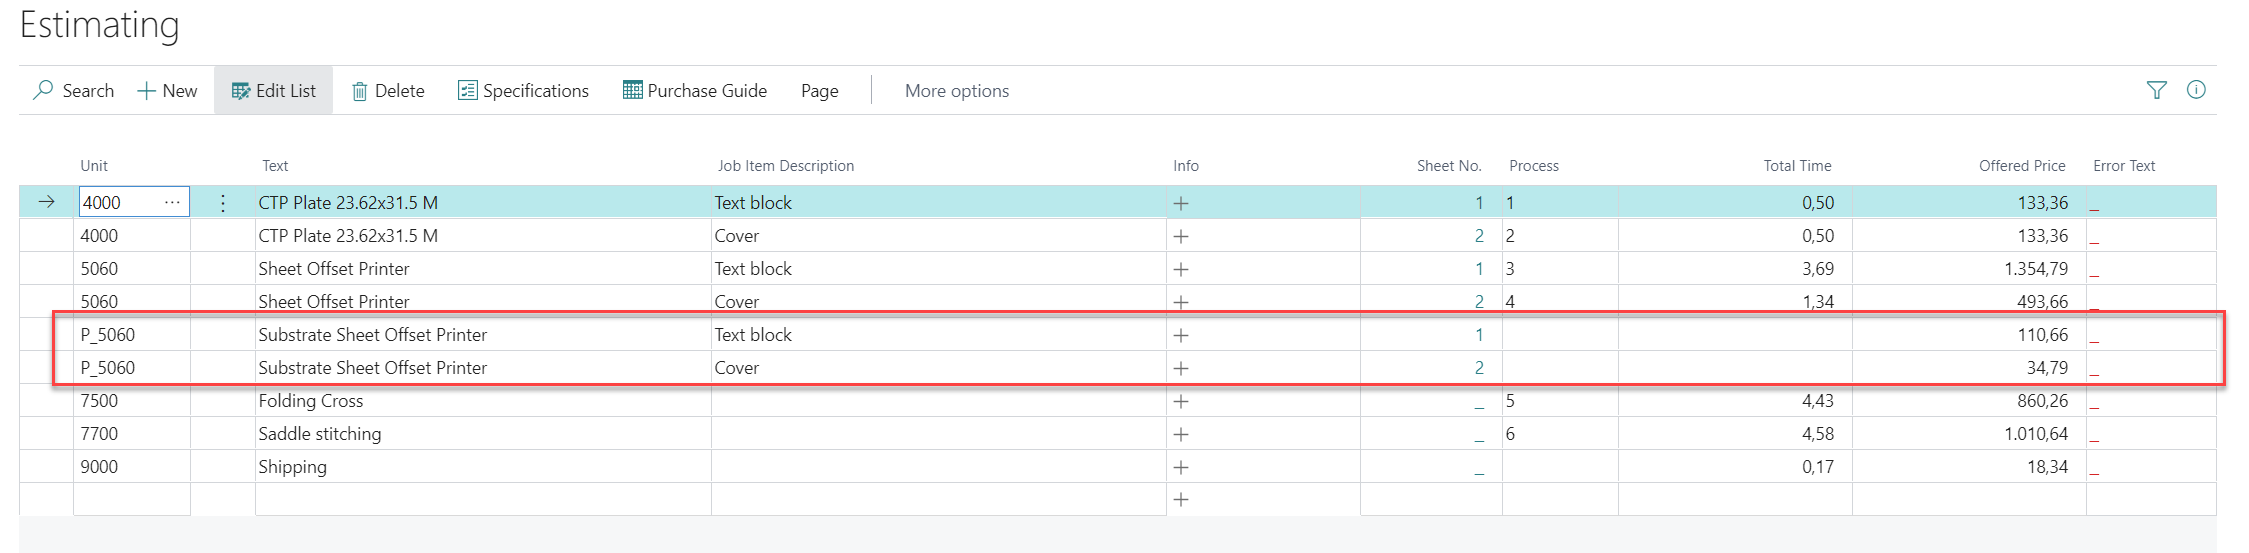 Estimating
Search New Edit List Delete Specifications Purchase Guide Page More options
Unit Text Job Item Description Info Sheet No. Process Total Time Offered Price Error Text
4000 ... CTP Plate 23.62x31.5 M Text block + 1 1 0,50 133,36 _
4000 CTP Plate 23.62x31.5 M Cover + 2 2 0,50 133,36 _
5060 Sheet Offset Printer Text block + 1 3 3,69 1.354,79 _
5060 Sheet Offset Printer Cover + 2 4 1,34 493,66 _
P_5060 Substrate Sheet Offset Printer Text block + 1 110,66 _
P_5060 Substrate Sheet Offset Printer Cover + 2 34,79 _
7500 Folding Cross + _ 5 4,43 860,26 _
7700 Saddle stitching + _ 6 4,58 1.010,64 _
9000 Shipping + _ 0,17 18,34 _
+